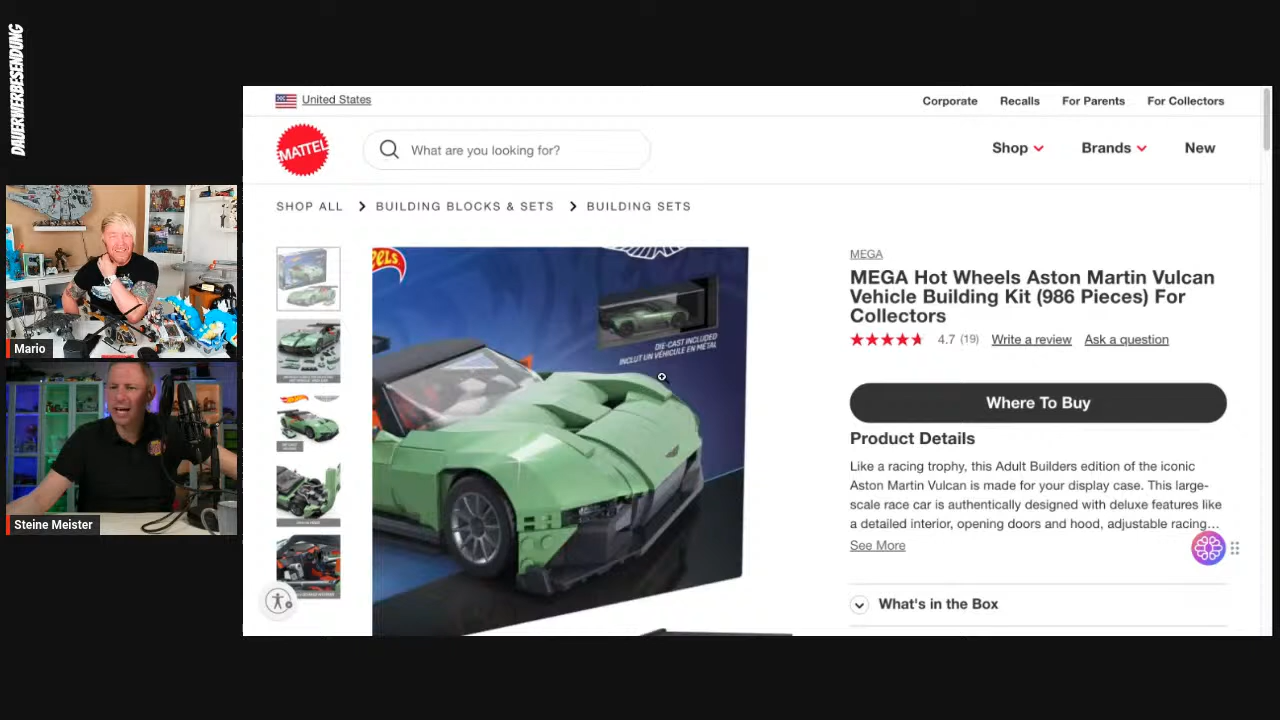 DAUERWERBESENDUNG
United States
Corporate
Recalls
For Parents
For Collectors
MATTEL
What are you looking for?
Shop
Brands
New
SHOP ALL
BUILDING BLOCKS & SETS
BUILDING SETS
DIE-CAST INCLUDED
INCLUT UN VÉHICULE EN MÉTAL
MEGA
MEGA Hot Wheels Aston Martin Vulcan
Vehicle Building Kit (986 Pieces) For
Collectors
4.7 (19)
Write a review
Ask a question
Where To Buy
Product Details
Like a racing trophy, this Adult Builders edition of the iconic
Aston Martin Vulcan is made for your display case. This large-
scale race car is authentically designed with deluxe features like
a detailed interior, opening doors and hood, adjustable racing...
See More
What's in the Box
Mario
Steine Meister